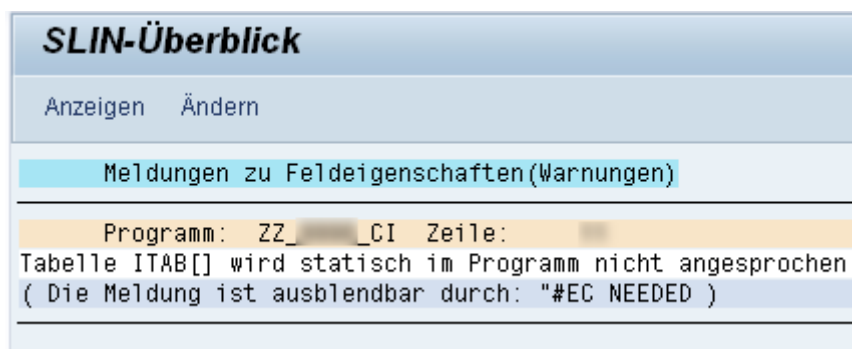 SLIN-Überblick
Anzeigen Ändern
Meldungen zu Feldeigenschaften(Warnungen)
Programm: ZZ_ _CI Zeile:
Tabelle ITAB[] wird statisch im Programm nicht angesprochen
( Die Meldung ist ausblendbar durch: "#EC NEEDED )